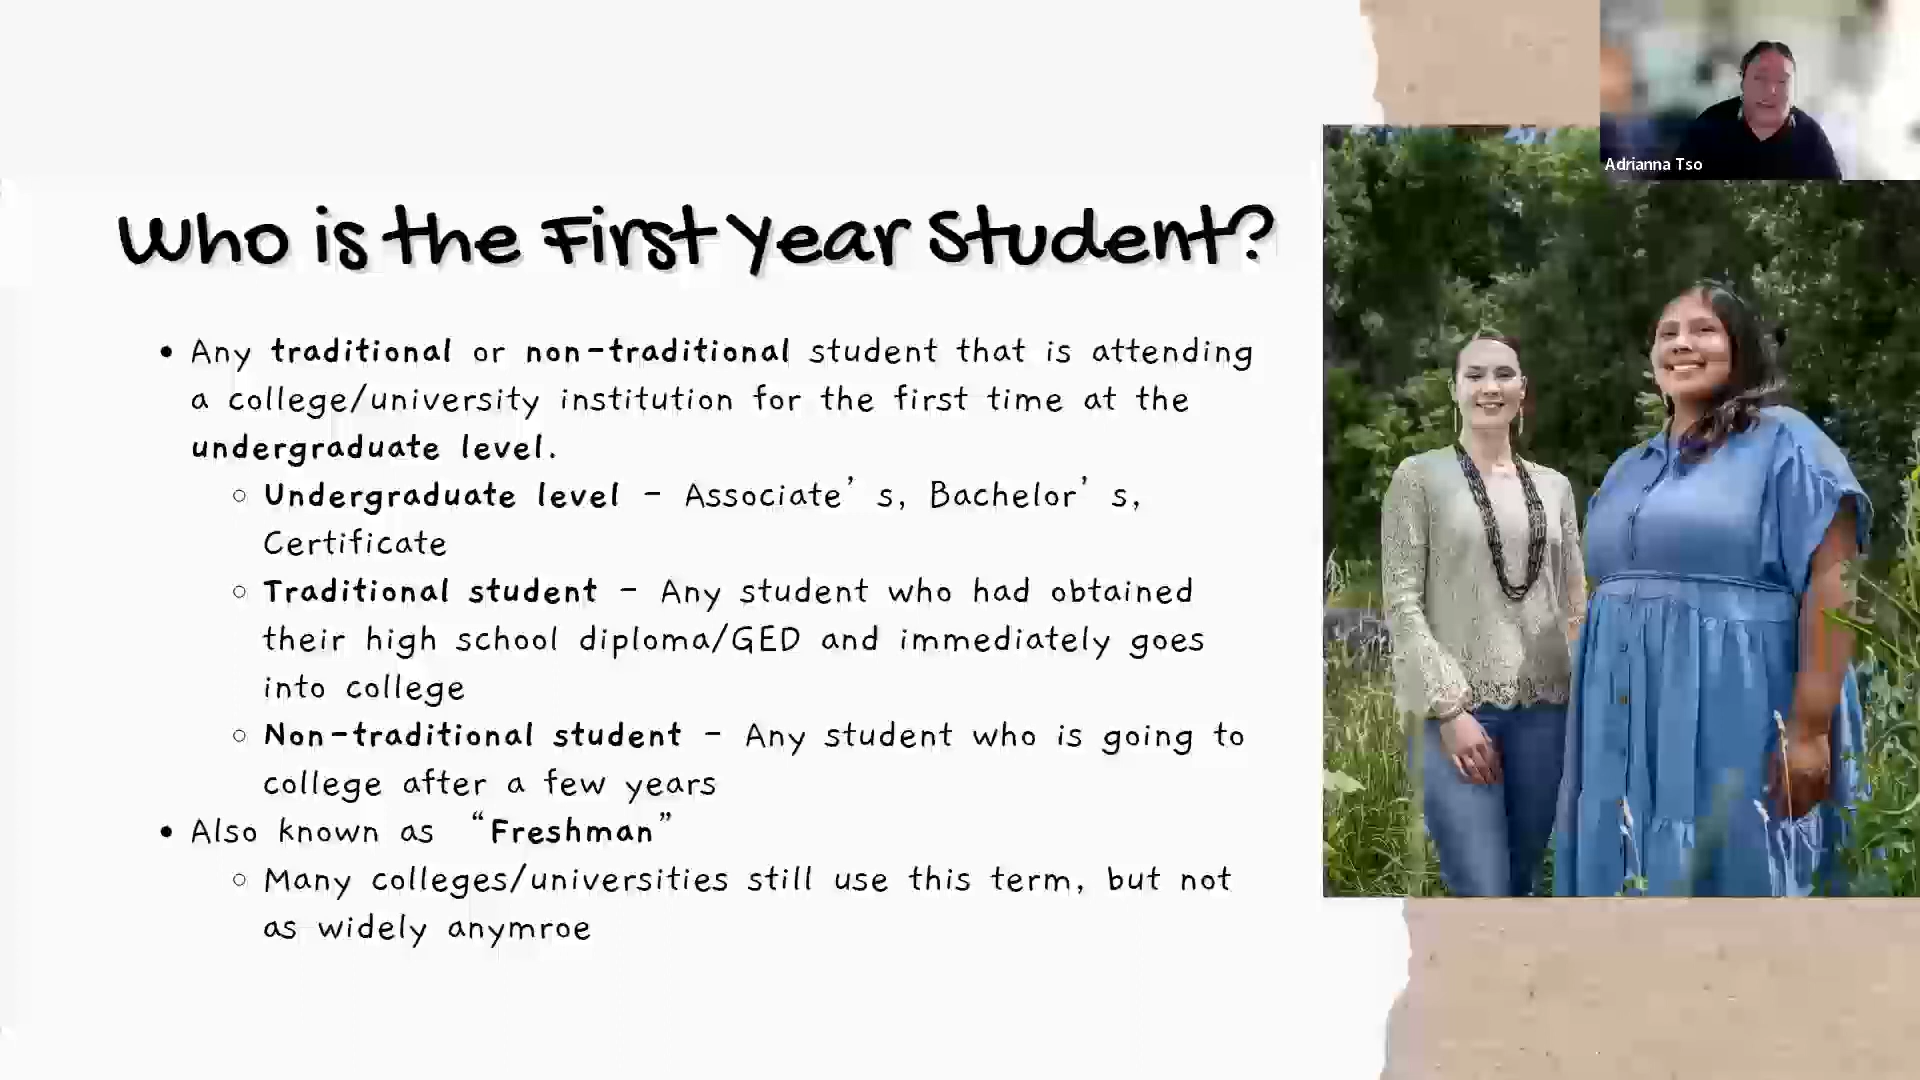 Adrianna Tso
Who is the First Year Student?
• Any traditional or non-traditional student that is attending
a college/university institution for the first time at the
undergraduate level.
○ Undergraduate level - Associate’ s, Bachelor’ s,
Certificate
○ Traditional student - Any student who had obtained
their high school diploma/GED and immediately goes
into college
○ Non-traditional student - Any student who is going to
college after a few years
• Also known as “Freshman”
○ Many colleges/universities still use this term, but not
as widely anymroe